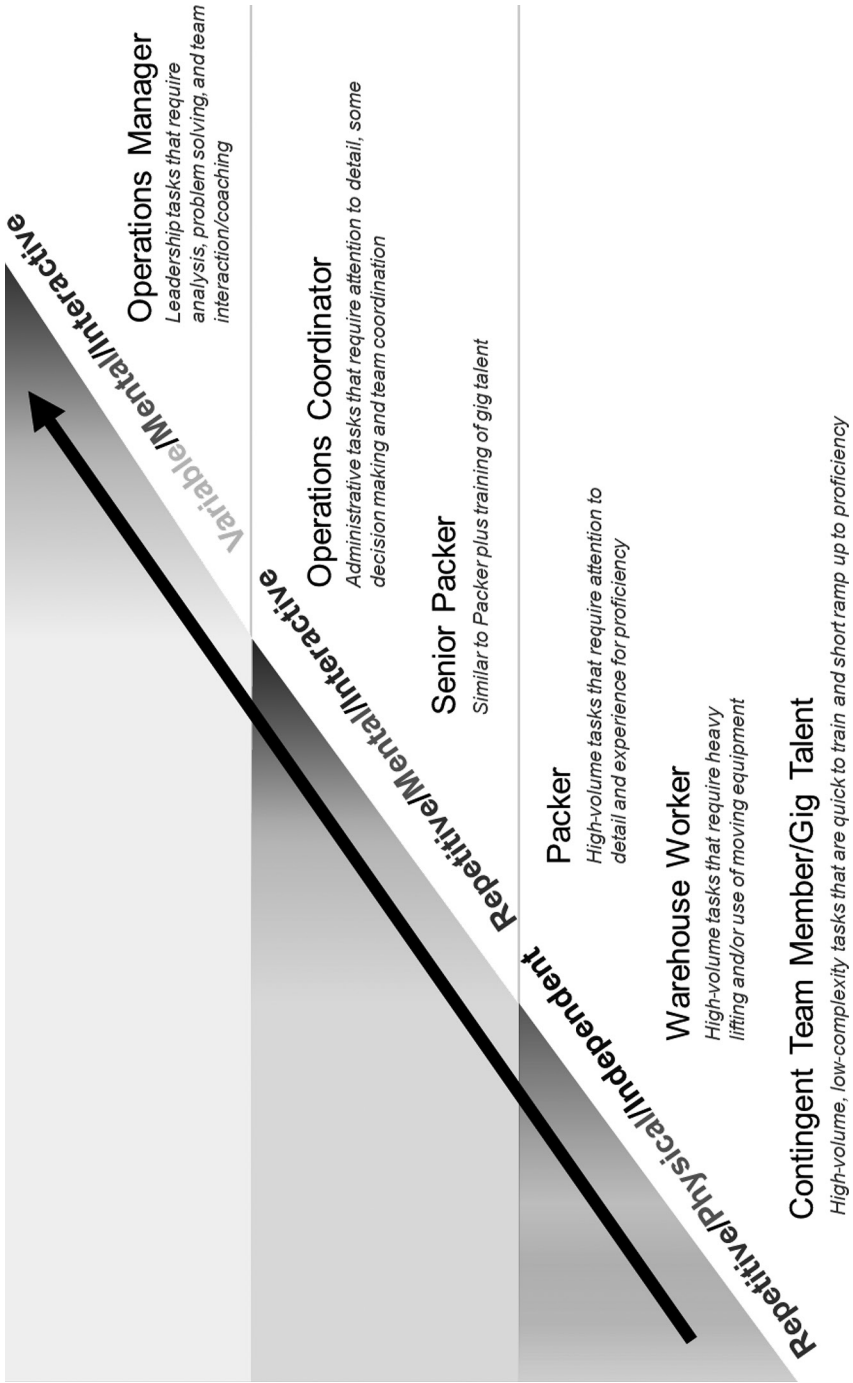 Variable/Mental/Interactive
Operations Manager
Leadership tasks that require
analysis, problem solving, and team
interaction/coaching
Repetitive/Mental/Interactive
Operations Coordinator
Administrative tasks that require attention to detail, some
decision making and team coordination
Senior Packer
Similar to Packer plus training of gig talent
Repetitive/Physical/Independent
Packer
High-volume tasks that require attention to
detail and experience for proficiency
Warehouse Worker
High-volume tasks that require heavy
lifting and/or use of moving equipment
Contingent Team Member/Gig Talent
High-volume, low-complexity tasks that are quick to train and short ramp up to proficiency